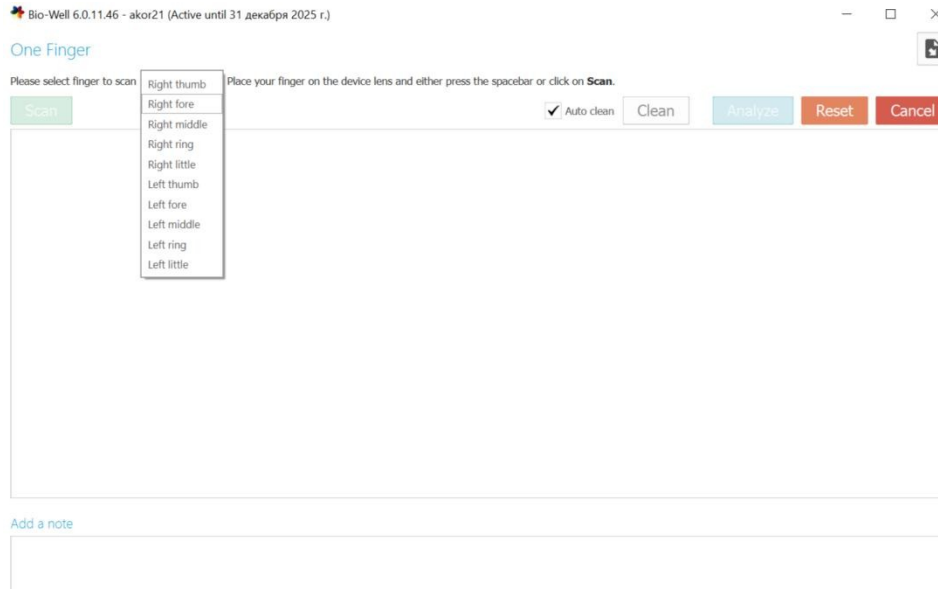 Bio-Well 6.0.11.46 - akor21 (Active until 31 декабря 2025 г.)
One Finger
Please select finger to scan
Right thumb
Right fore
Right middle
Right ring
Right little
Left thumb
Left fore
Left middle
Left ring
Left little
Place your finger on the device lens and either press the spacebar or click on Scan.
Scan
Auto clean
Clean
Analyze
Reset
Cancel
Add a note